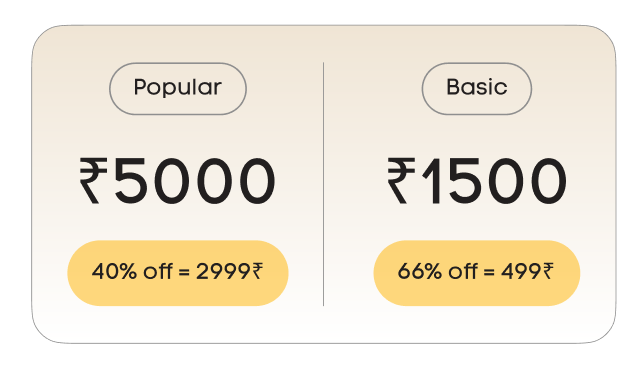 Popular
₹5000
40% off = 2999₹
Basic
₹1500
66% off = 499₹